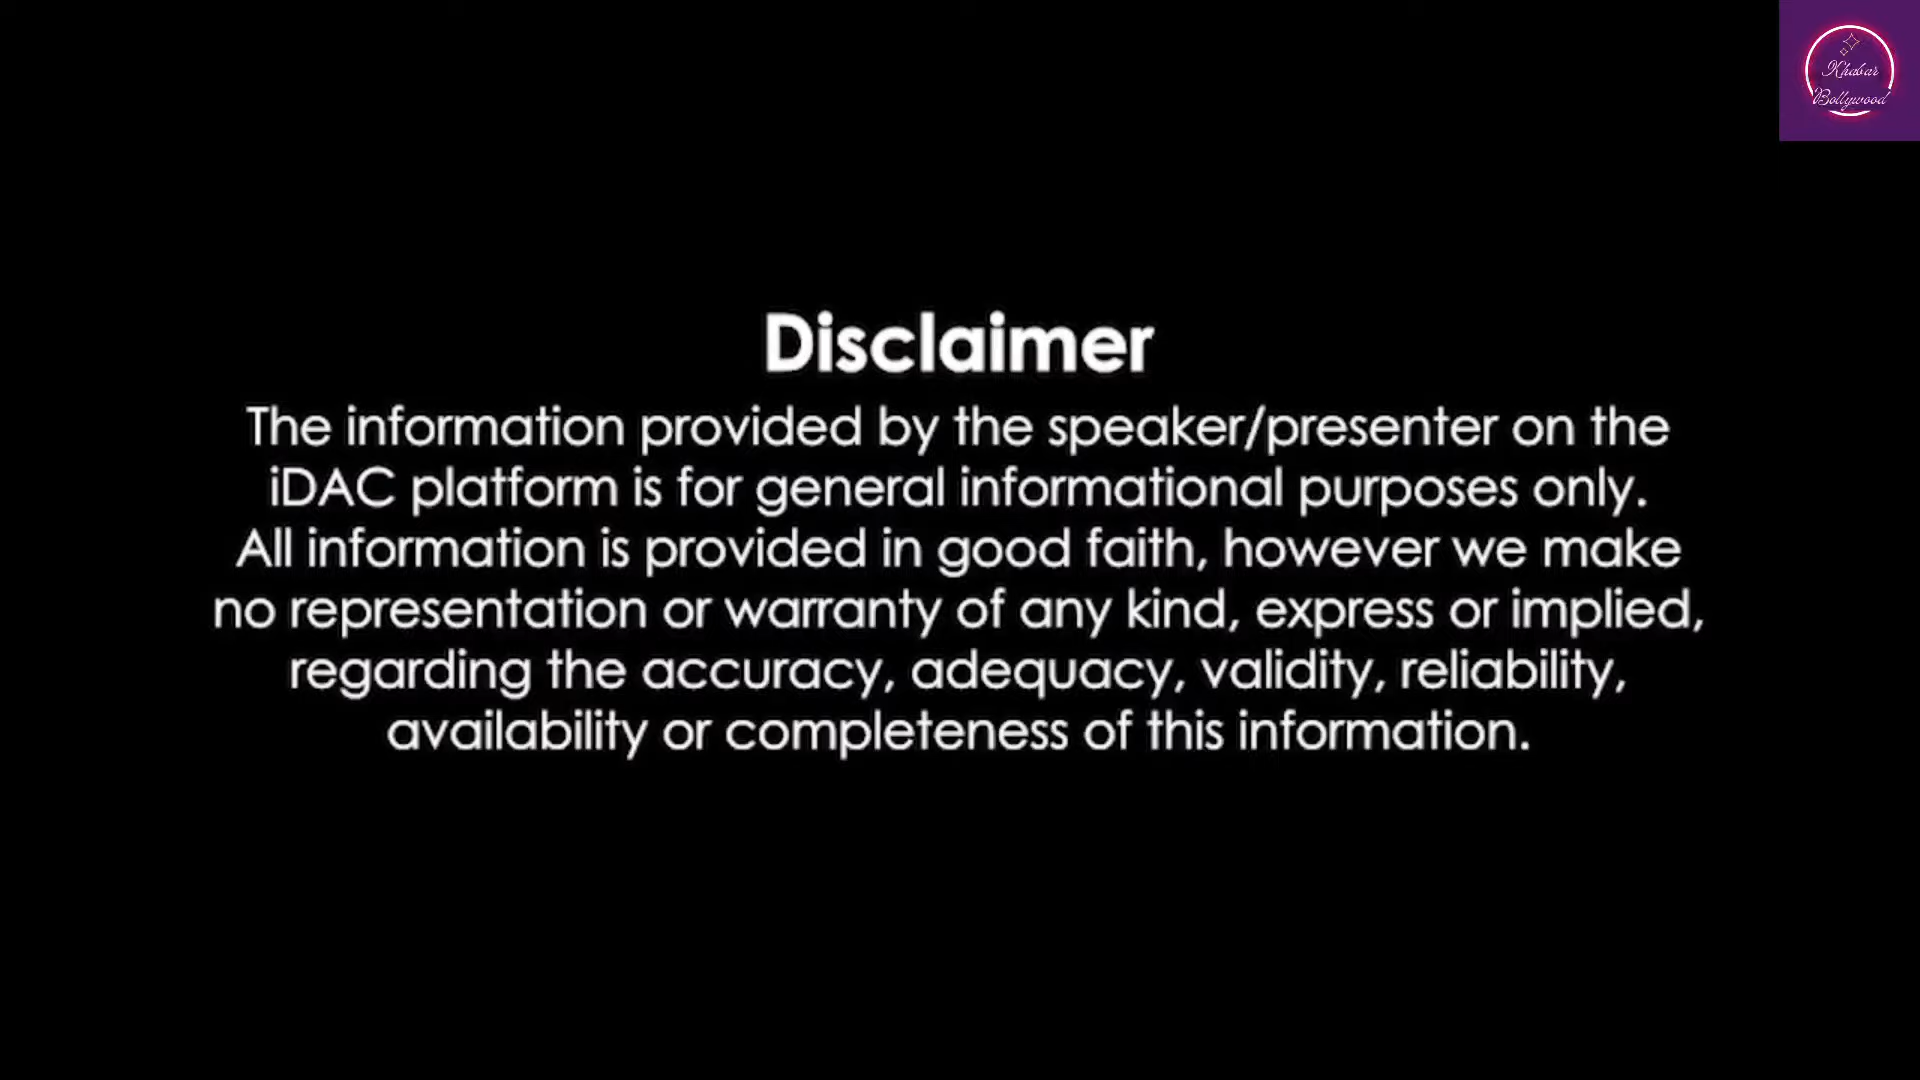 Khabar
Bollywood
Disclaimer
The information provided by the speaker/presenter on the
iDAC platform is for general informational purposes only.
All information is provided in good faith, however we make
no representation or warranty of any kind, express or implied,
regarding the accuracy, adequacy, validity, reliability,
availability or completeness of this information.